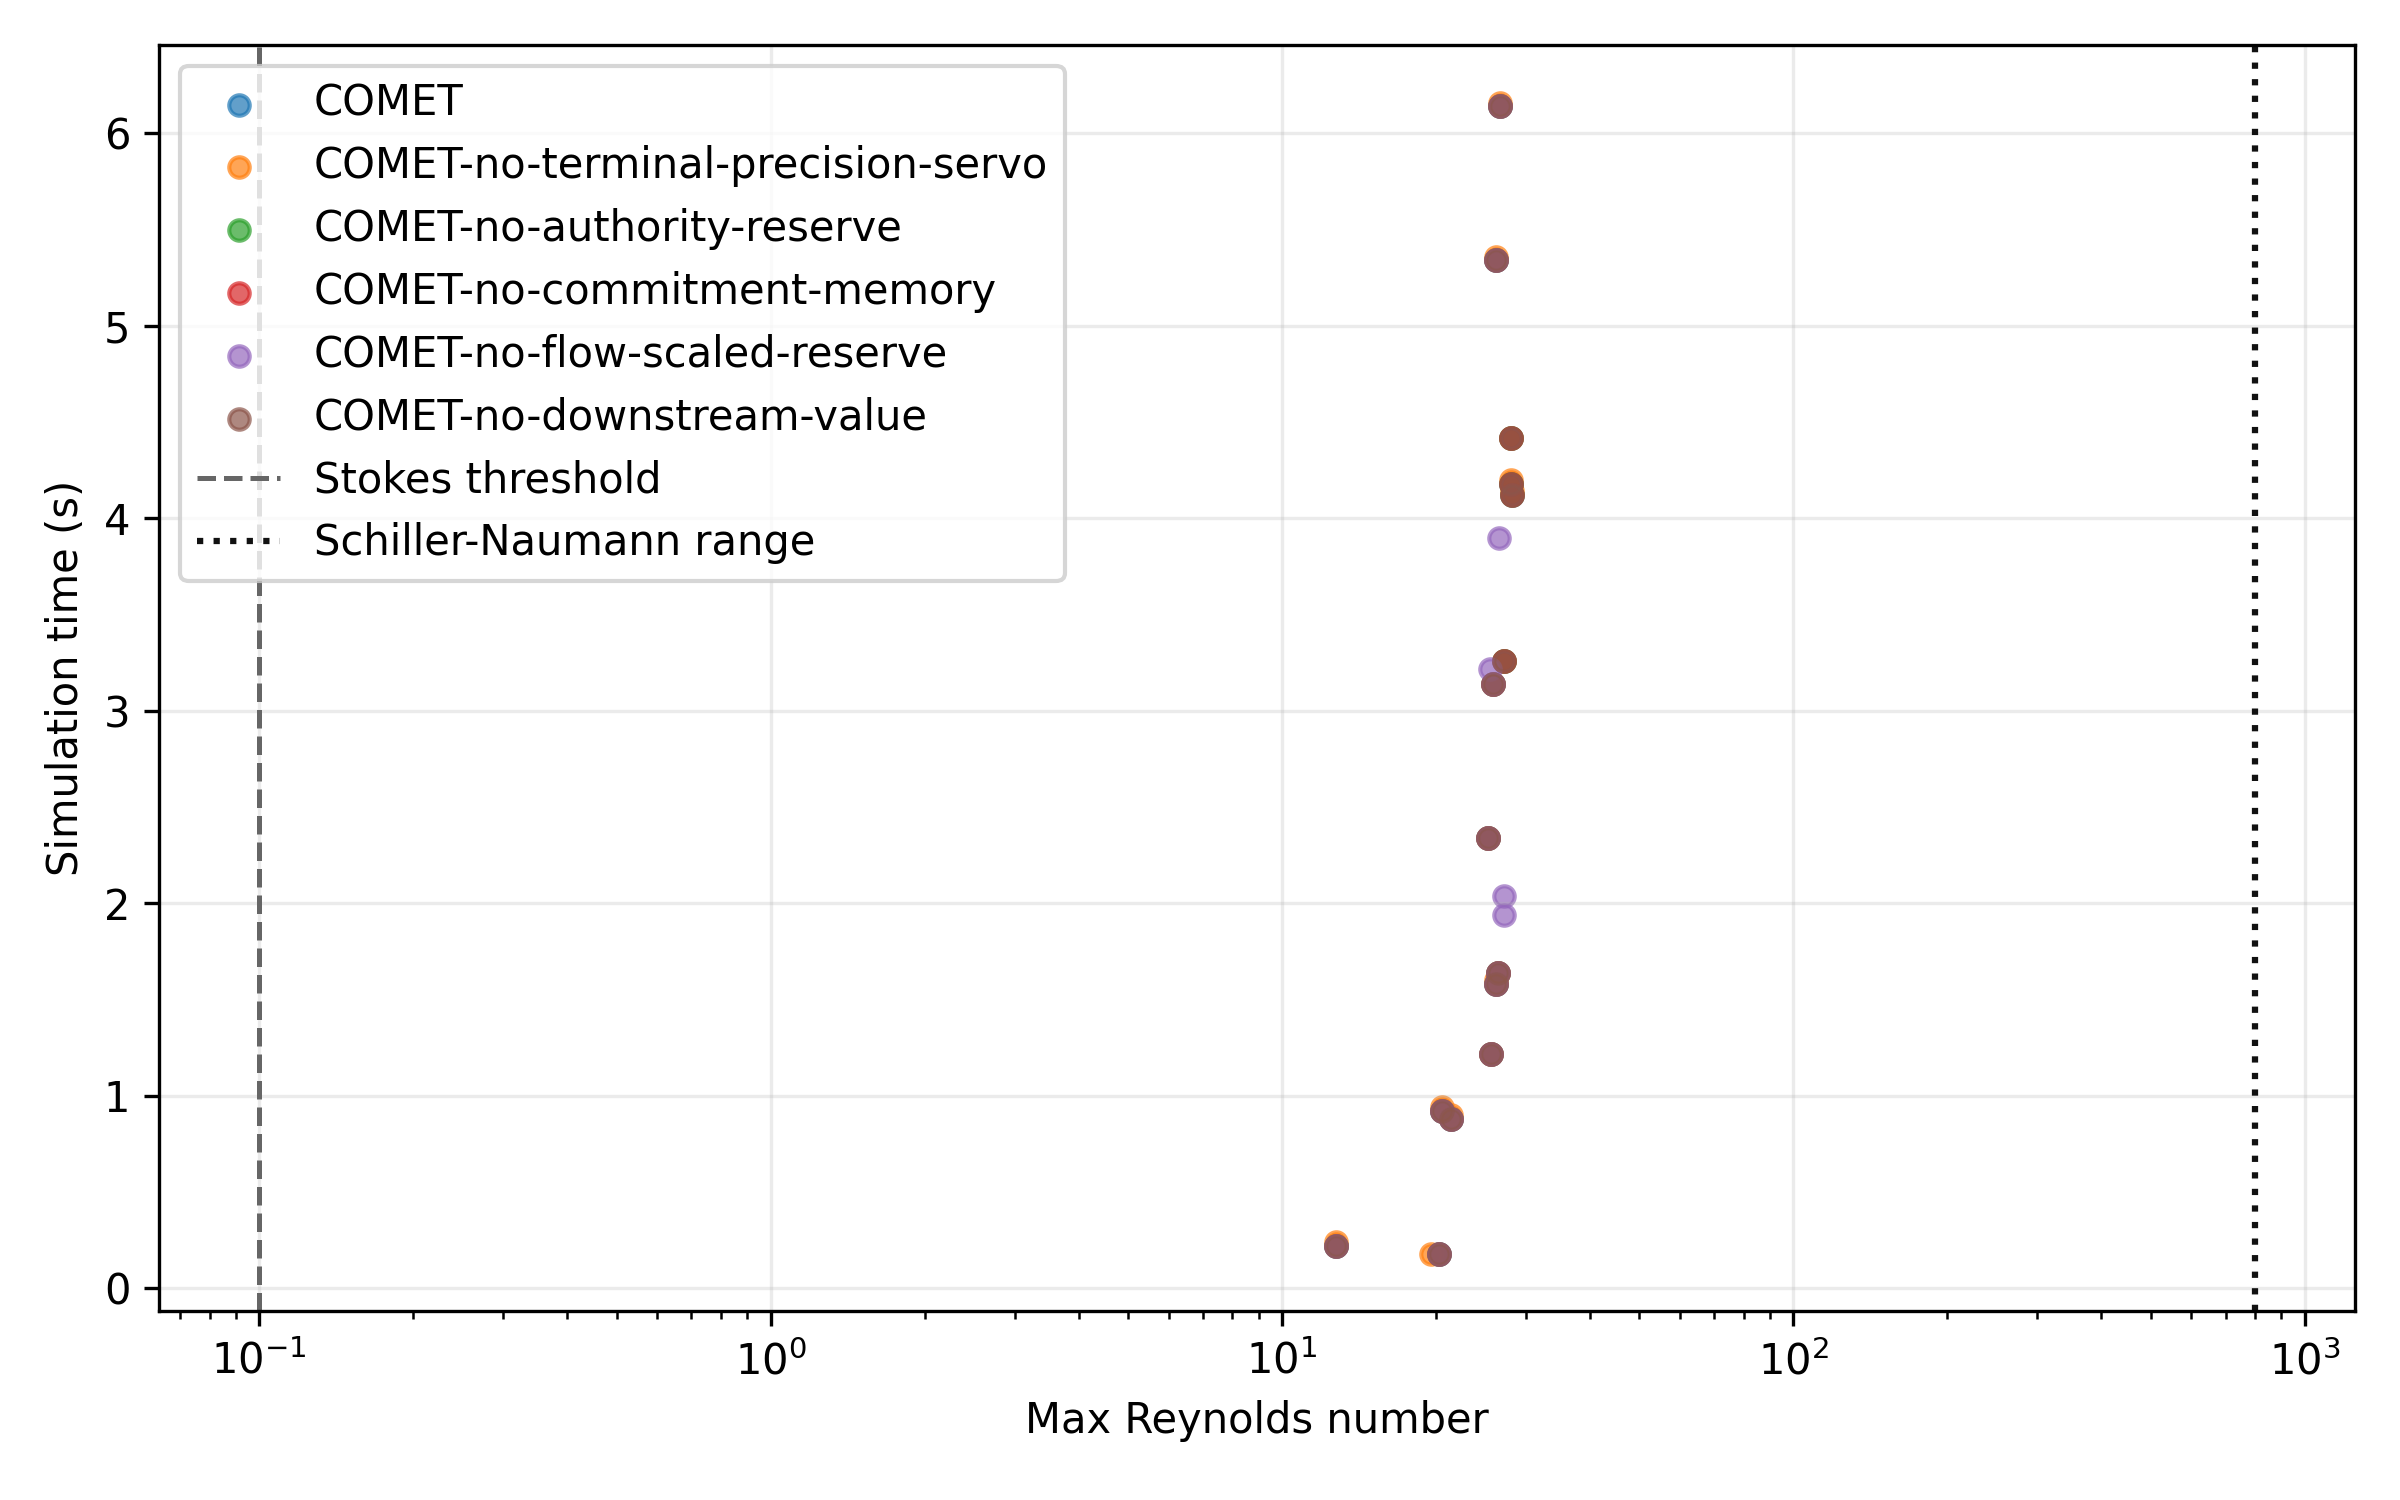 COMET
COMET-no-terminal-precision-servo
COMET-no-authority-reserve
COMET-no-commitment-memory
COMET-no-flow-scaled-reserve
COMET-no-downstream-value
Stokes threshold
Schiller-Naumann range
6
5
4
3
2
1
0
Simulation time (s)
10⁻¹ 10⁰ 10¹ 10² 10³
Max Reynolds number